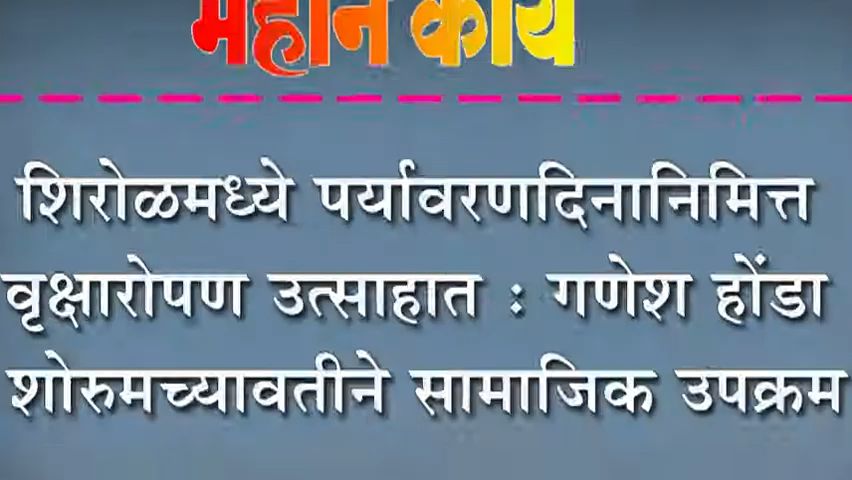 महान कार्य
शिरोळमध्ये पर्यावरणदिनानिमित्त
वृक्षारोपण उत्साहात : गणेश होंडा
शोरुमच्यावतीने सामाजिक उपक्रम